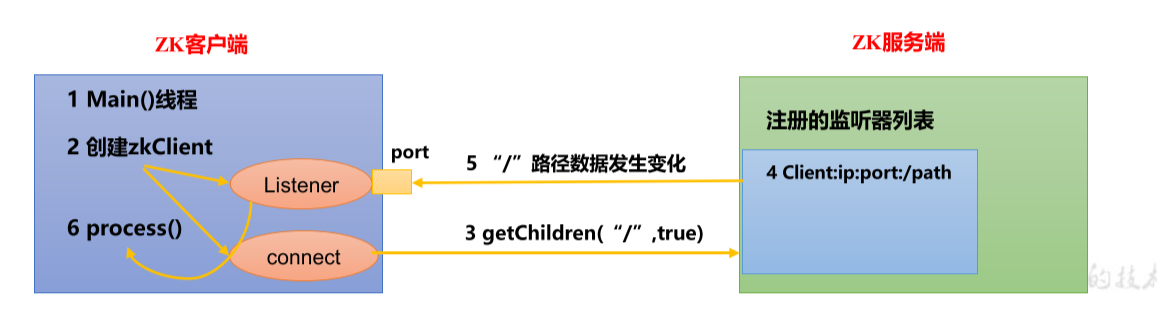 ZK客户端
ZK服务端
1 Main()线程
2 创建zkClient
Listener
port
5 “/”路径数据发生变化
注册的监听器列表
4 Client:ip:port:/path
6 process()
connect
3 getChildren(“/”,true)
的技术